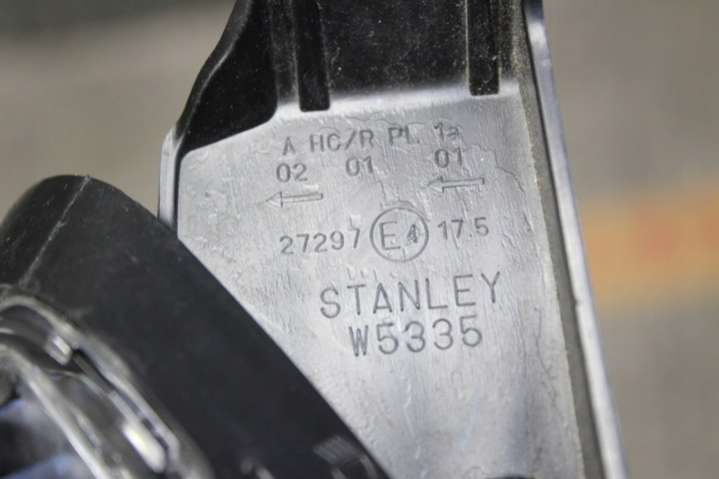 A HC/R PL 1a
02 01 01
27297 E4 17.5
STANLEY
W5335